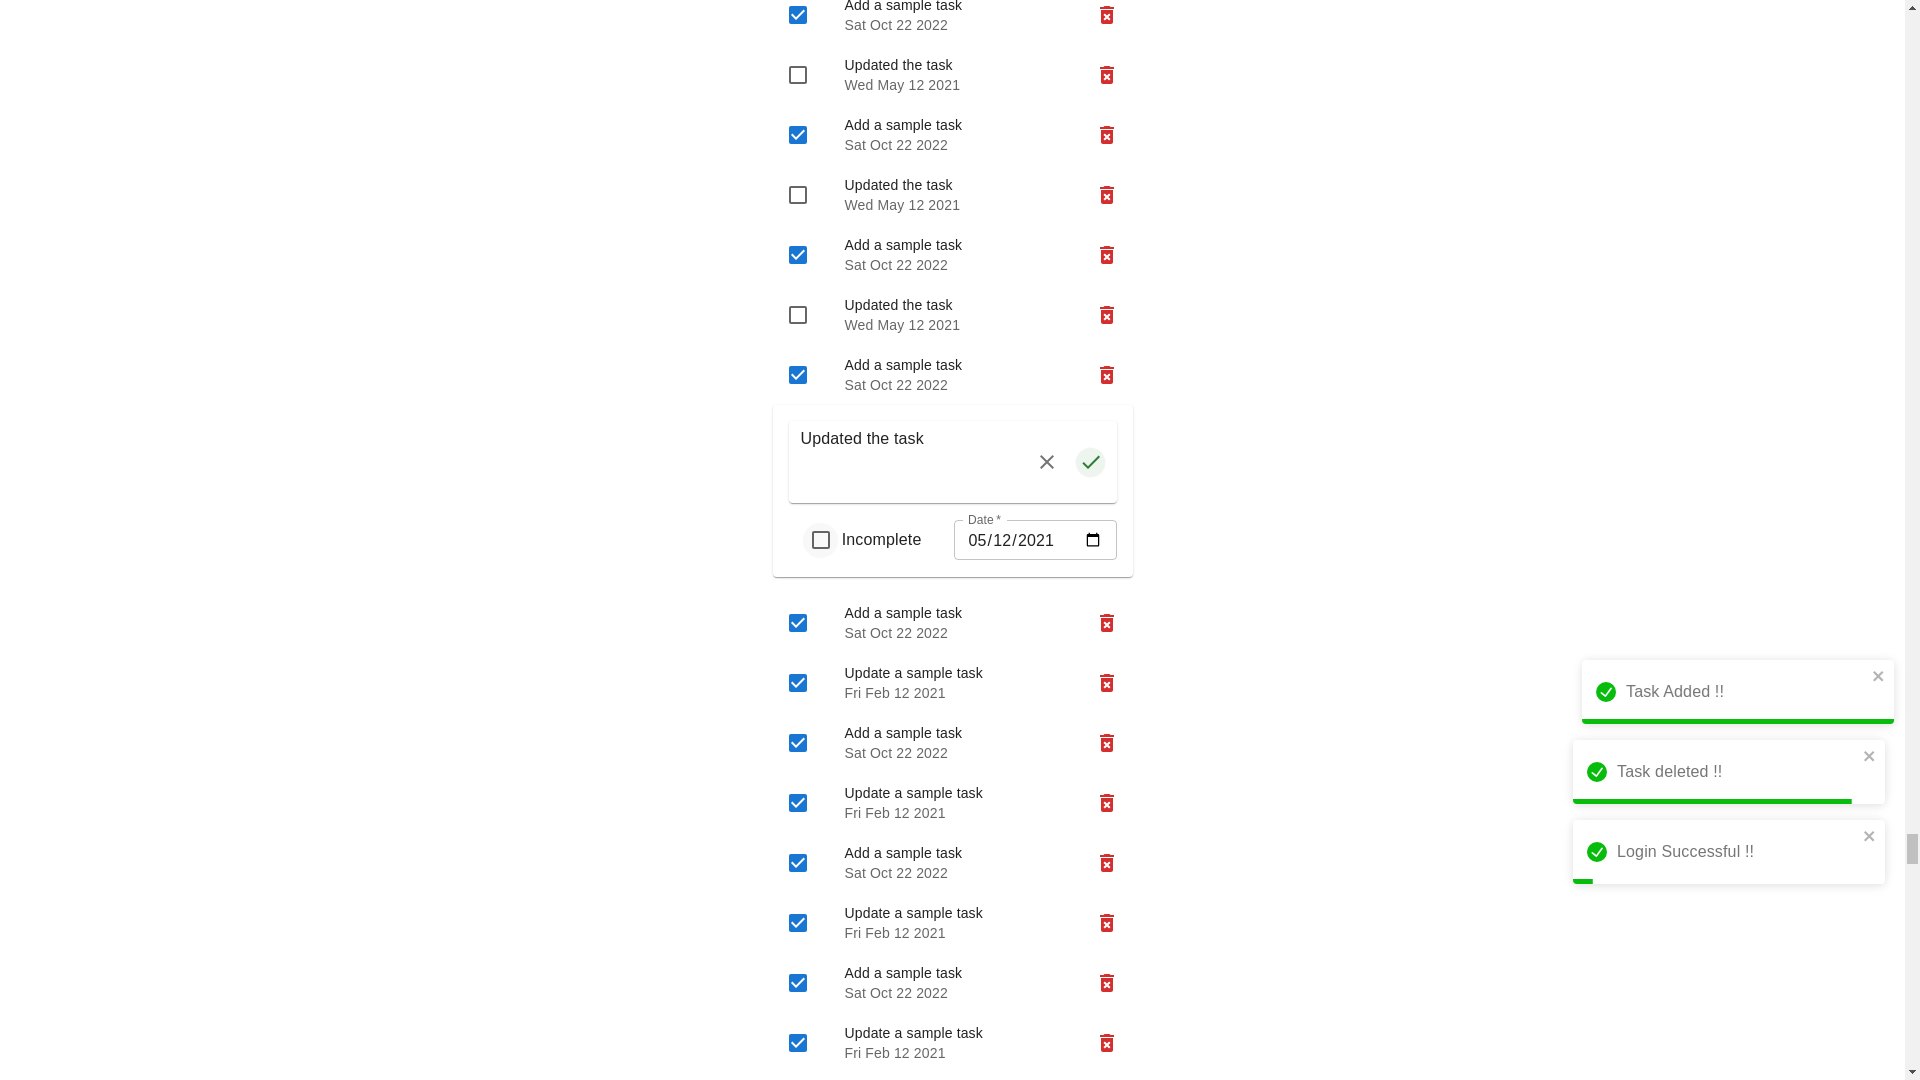 Add a sample task
Sat Oct 22 2022
Updated the task
Wed May 12 2021
Add a sample task
Sat Oct 22 2022
Updated the task
Wed May 12 2021
Add a sample task
Sat Oct 22 2022
Updated the task
Wed May 12 2021
Add a sample task
Sat Oct 22 2022
Updated the task
Incomplete
Date *
05/12/2021
Add a sample task
Sat Oct 22 2022
Update a sample task
Fri Feb 12 2021
Add a sample task
Sat Oct 22 2022
Update a sample task
Fri Feb 12 2021
Add a sample task
Sat Oct 22 2022
Update a sample task
Fri Feb 12 2021
Add a sample task
Sat Oct 22 2022
Update a sample task
Fri Feb 12 2021
Task Added !!
Task deleted !!
Login Successful !!